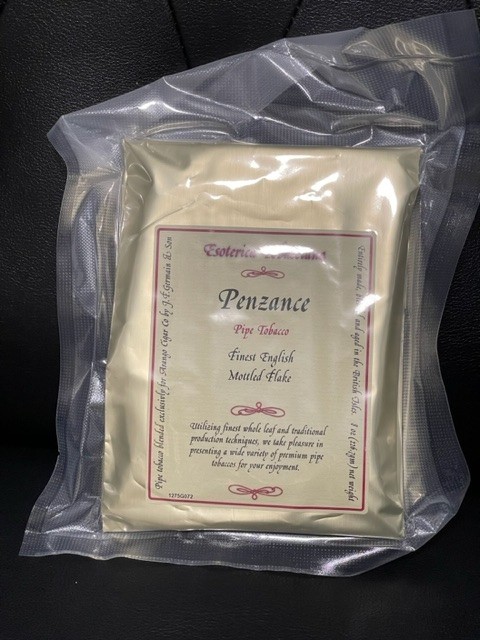 Esoterica
Penzance
Pipe Tobacco
Finest English
Mottled Flake
Utilizing finest whole leaf and traditional
production techniques, we take pleasure in
presenting a wide variety of premium pipe
tobaccos for your enjoyment.
1275G072
Pipe tobacco blended exclusively for Arango Cigar Co by J.F. Germain & Son
Entirely made, and aged in the British Isles. 8 oz (226.7gm) net weight